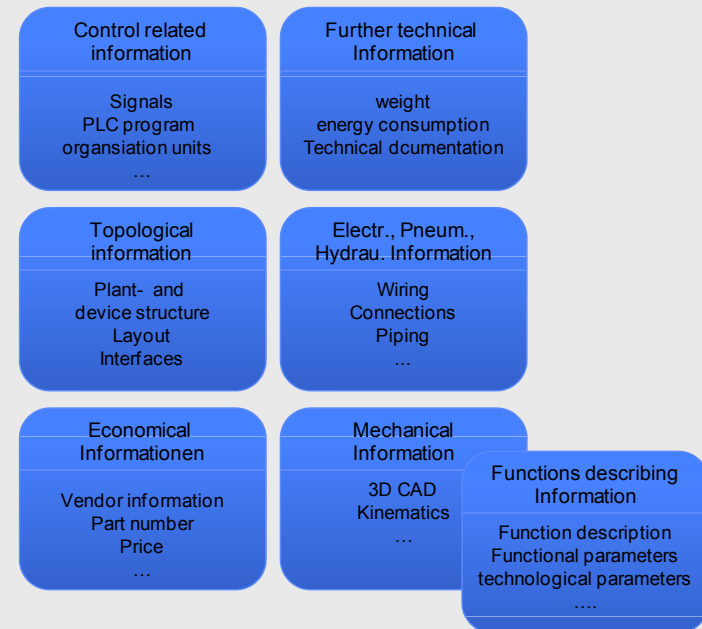 Control related
information
Signals
PLC program
organsiation units
…
Further technical
Information
weight
energy consumption
Technical dcumentation
Topological
information
Plant- and
device structure
Layout
Interfaces
Electr., Pneum.,
Hydrau. Information
Wiring
Connections
Piping
…
Economical
Informationen
Vendor information
Part number
Price
…
Mechanical
Information
3D CAD
Kinematics
…
Functions describing
Information
Function description
Functional parameters
technological parameters
….